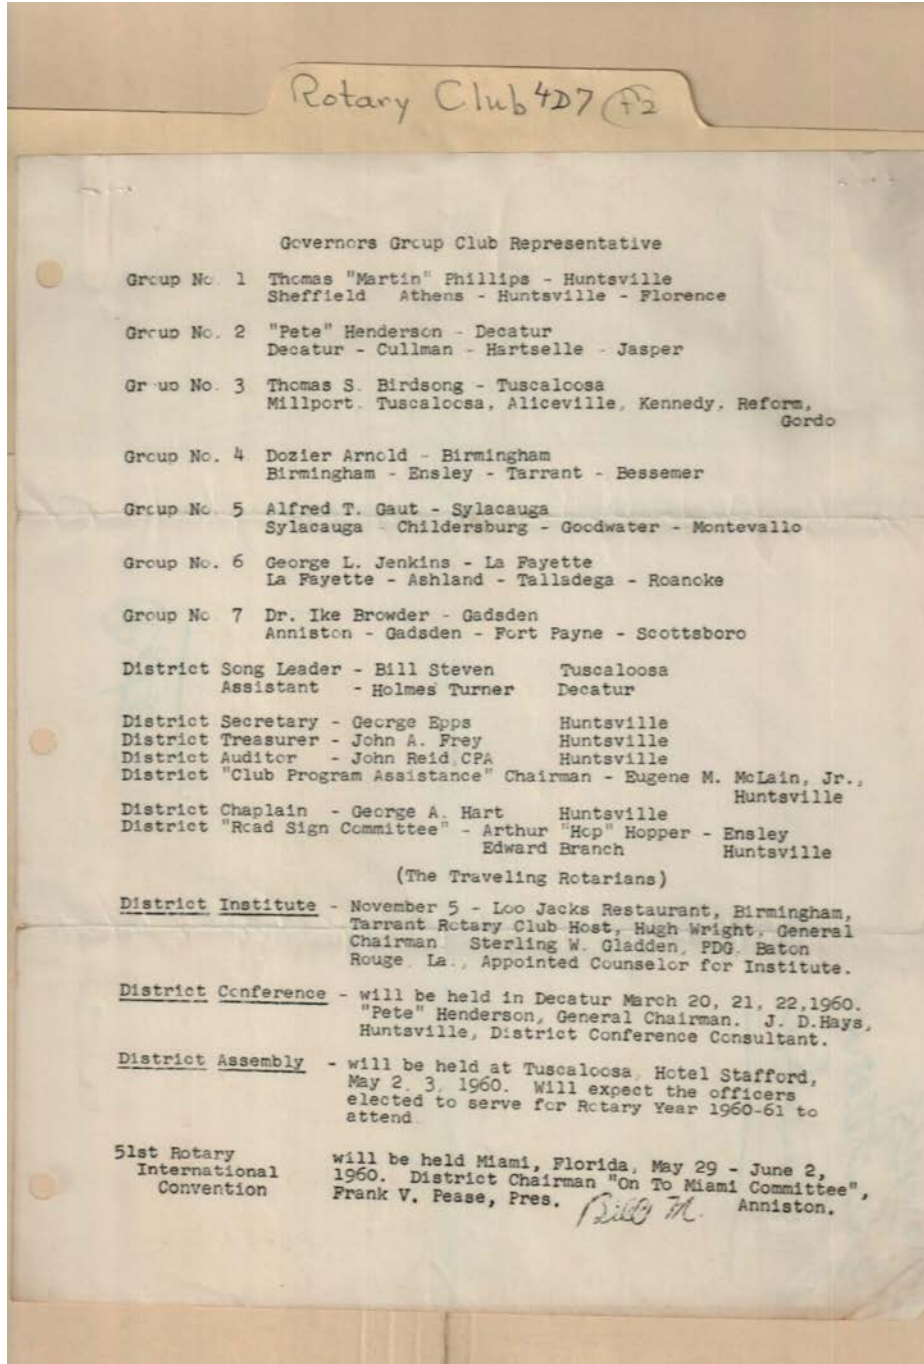 Rotary Club 4D7 F2
Governors Group Club Representative
Group No. 1 Thomas "Martin" Phillips - Huntsville
Sheffield Athens - Huntsville - Florence
Group No. 2 "Pete" Henderson - Decatur
Decatur - Cullman - Hartselle - Jasper
Gr up No. 3 Thomas S. Birdsong - Tuscaloosa
Millport. Tuscaloosa, Aliceville, Kennedy, Reform,
Gordo
Group No. 4 Dozier Arnold - Birmingham
Birmingham - Ensley - Tarrant - Bessemer
Group No. 5 Alfred T. Gaut - Sylacauga
Sylacauga - Childersburg - Goodwater - Montevallo
Group No. 6 George L. Jenkins - La Fayette
La Fayette - Ashland - Talladega - Roanoke
Group No 7 Dr. Ike Browder - Gadsden
Anniston - Gadsden - Fort Payne - Scottsboro
District Song Leader - Bill Steven Tuscaloosa
Assistant - Holmes Turner Decatur
District Secretary - George Epps Huntsville
District Treasurer - John A. Frey Huntsville
District Auditor - John Reid CPA Huntsville
District "Club Program Assistance" Chairman - Eugene M. McLain, Jr.,
Huntsville
District Chaplain - George A. Hart Huntsville
District "Road Sign Committee" - Arthur "Hop" Hopper - Ensley
Edward Branch Huntsville
(The Traveling Rotarians)
District Institute - November 5 - Loo Jacks Restaurant, Birmingham,
Tarrant Rotary Club Host, Hugh Wright, General
Chairman Sterling W. Gladden, PDG. Baton
Rouge La., Appointed Counselor for Institute.
District Conference - will be held in Decatur March 20, 21, 22,1960.
"Pete" Henderson, General Chairman. J. D.Hays,
Huntsville, District Conference Consultant.
District Assembly - will be held at Tuscaloosa, Hotel Stafford,
May 2, 3, 1960. Will expect the officers
elected to serve for Rotary Year 1960-61 to
attend
51st Rotary will be held Miami, Florida, May 29 - June 2,
International 1960. District Chairman "On To Miami Committee",
Convention Frank V. Pease, Pres. Anniston.
Bill M.